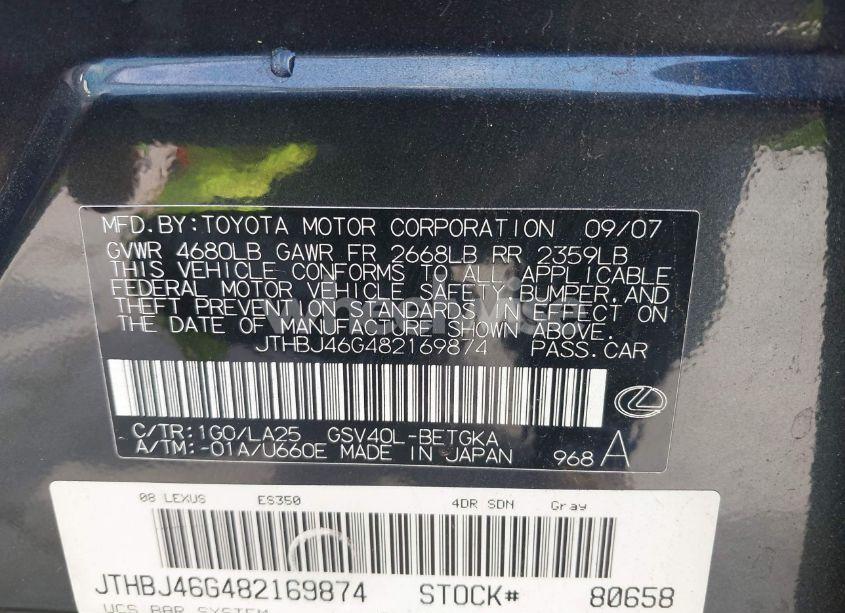 MFD.BY:TOYOTA MOTOR CORPORATION 09/07
GVWR 4680LB GAWR FR 2668LB RR 2359LB
THIS VEHICLE CONFORMS TO ALL APPLICABLE
FEDERAL MOTOR VEHICLE SAFETY,BUMPER,AND
THEFT PREVENTION STANDARDS IN EFFECT ON
THE DATE OF MANUFACTURE SHOWN ABOVE.
JTHBJ46G482169874 PASS.CAR
C/TR:1G0/LA25 GSV40L-BETGKA
A/TM:-01A/U660E MADE IN JAPAN 968 A
08 LEXUS ES350 4DR SDN Gray
JTHBJ46G482169874 STOCK# 80658
VCS BAR SYSTEM